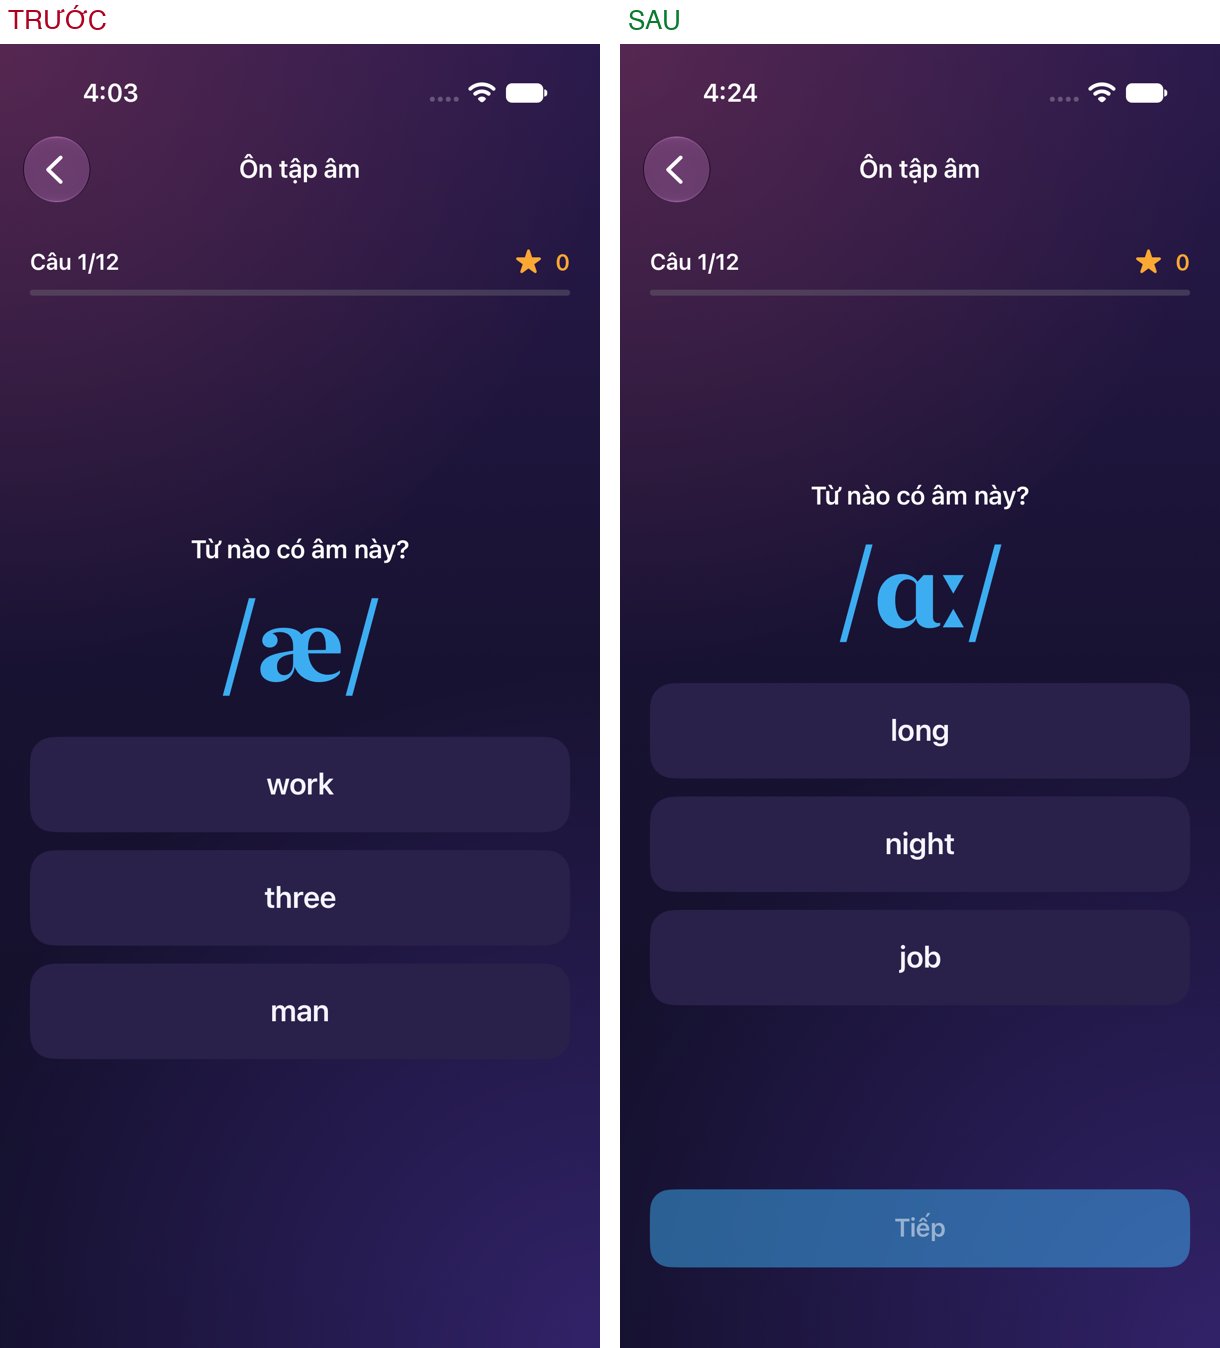 TRƯỚC
4:03
Ôn tập âm
Câu 1/12
0
Từ nào có âm này?
/æ/
work
three
man
SAU
4:24
Ôn tập âm
Câu 1/12
0
Từ nào có âm này?
/ɑː/
long
night
job
Tiếp